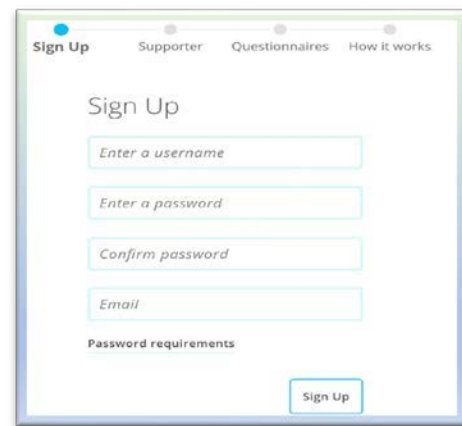 Sign Up Supporter Questionnaires How it works
Sign Up
Enter a username
Enter a password
Confirm password
Email
Password requirements
Sign Up